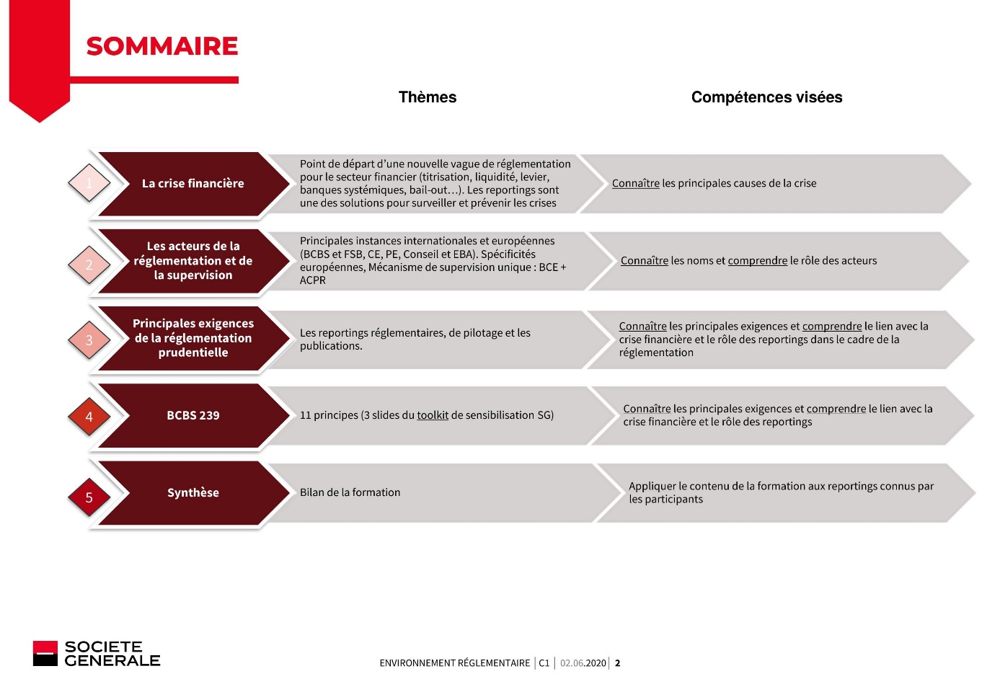 SOMMAIRE
Thèmes
Compétences visées
1
La crise financière
Point de départ d’une nouvelle vague de réglementation
pour le secteur financier (titrisation, liquidité, levier,
banques systémiques, bail-out…). Les reportings sont
une des solutions pour surveiller et prévenir les crises
Connaître les principales causes de la crise
2
Les acteurs de la
réglementation et de
la supervision
Principales instances internationales et européennes
(BCBS et FSB, CE, PE, Conseil et EBA). Spécificités
européennes, Mécanisme de supervision unique : BCE +
ACPR
Connaître les noms et comprendre le rôle des acteurs
3
Principales exigences
de la réglementation
prudentielle
Les reportings réglementaires, de pilotage et les
publications.
Connaître les principales exigences et comprendre le lien avec la
crise financière et le rôle des reportings dans le cadre de la
réglementation
4
BCBS 239
11 principes (3 slides du toolkit de sensibilisation SG)
Connaître les principales exigences et comprendre le lien avec la
crise financière et le rôle des reportings
5
Synthèse
Bilan de la formation
Appliquer le contenu de la formation aux reportings connus par
les participants
SOCIETE
GENERALE
ENVIRONNEMENT RÉGLEMENTAIRE | C1 | 02.06.2020 | 2